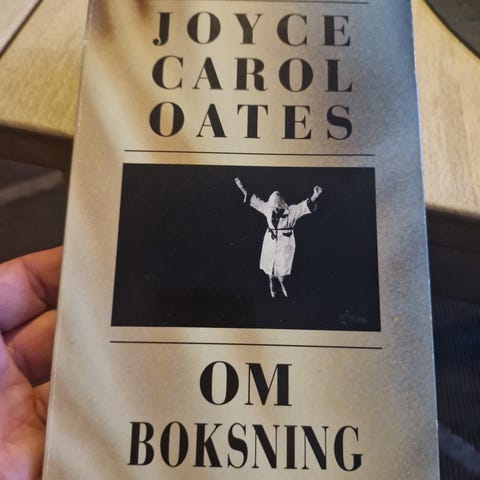 JOYCE
CAROL
OATES
OM
BOKSNING